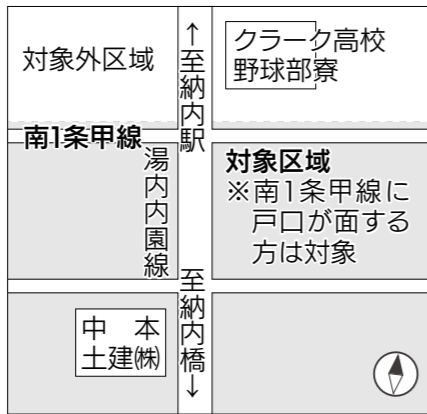 対象外区域
↑至納内駅
クラーク高校
野球部寮
南1条甲線
湯内内園線
対象区域
※南1条甲線に
戸口が面する
方は対象
至納内橋↓
中 本
土建㈱